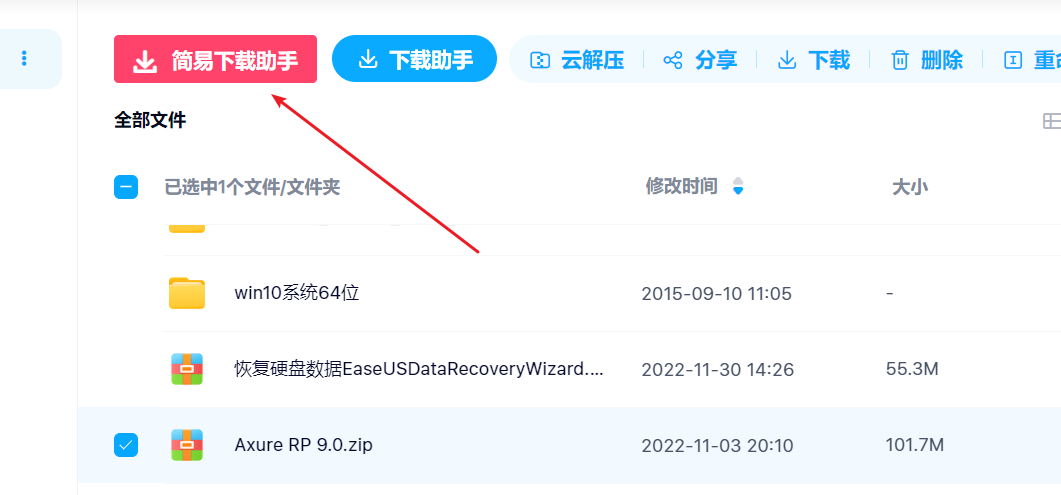 简易下载助手 下载助手 云解压 分享 下载 删除 重命
全部文件
已选中1个文件/文件夹 修改时间 大小
win10系统64位 2015-09-10 11:05 -
恢复硬盘数据EaseUSDataRecoveryWizard.... 2022-11-30 14:26 55.3M
Axure RP 9.0.zip 2022-11-03 20:10 101.7M